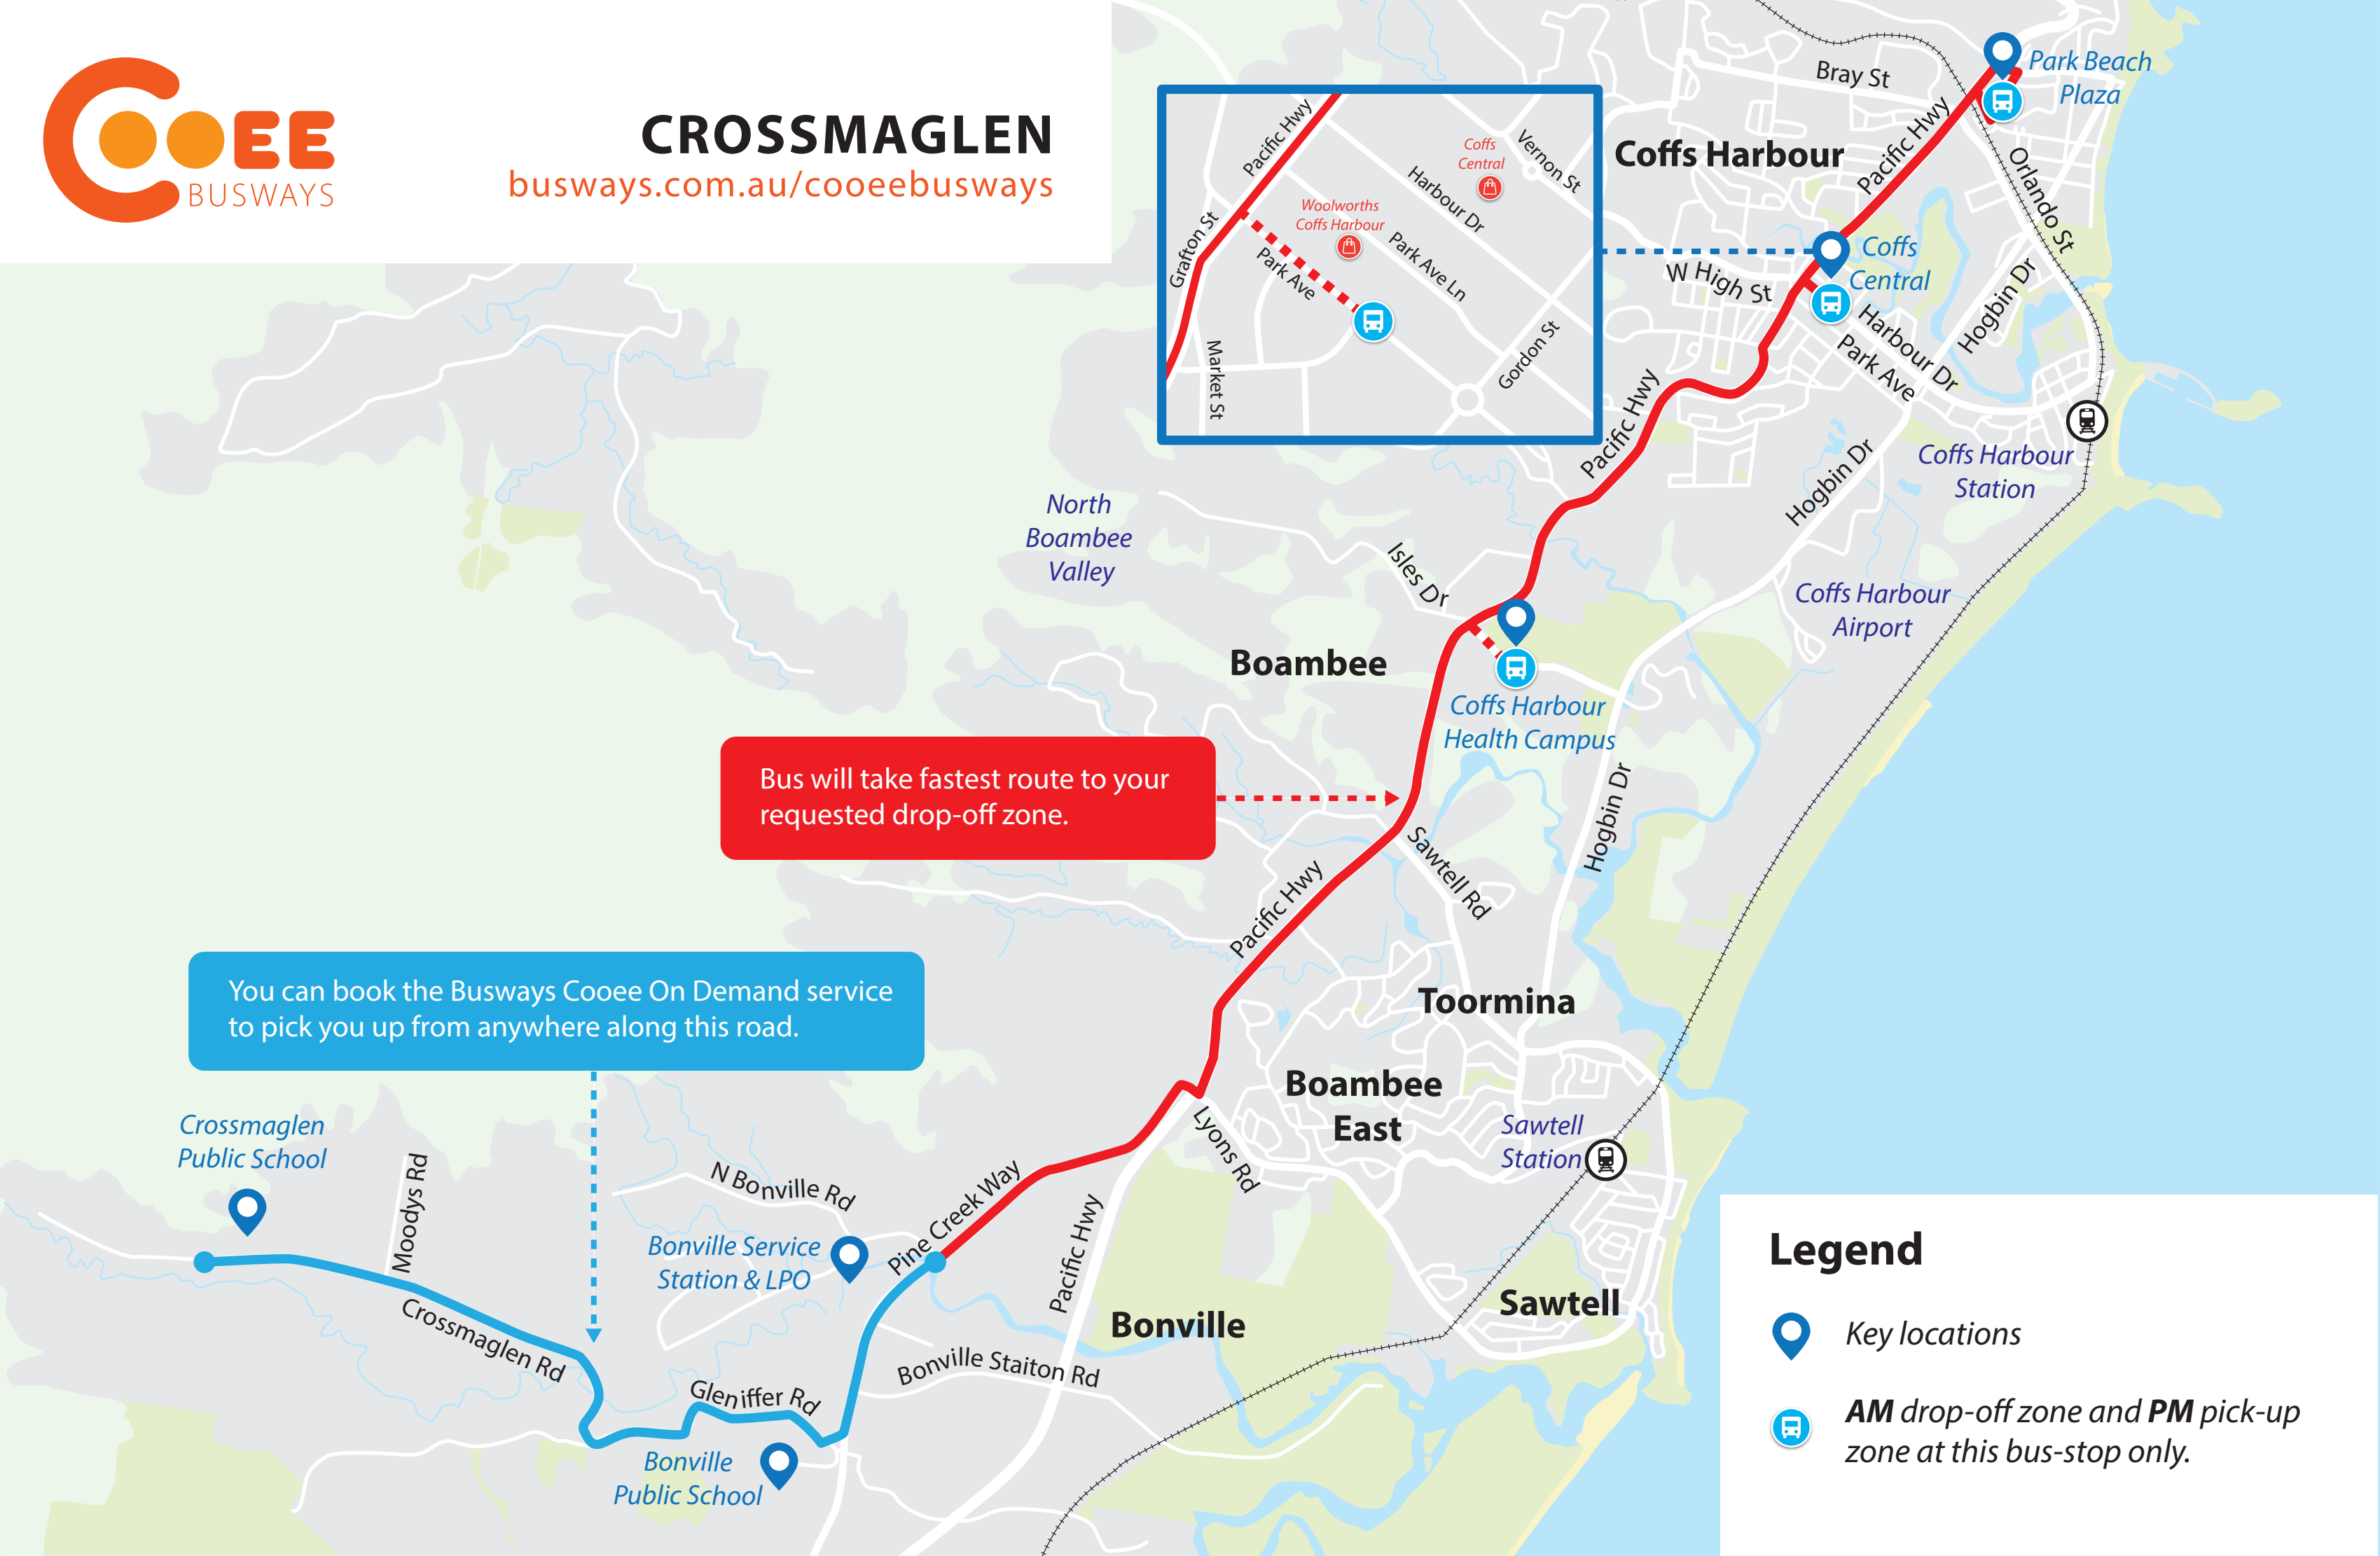 COOEE
BUSWAYS
CROSSMAGLEN
busways.com.au/cooeebusways
Bray St
Park Beach
Plaza
Pacific Hwy
Coffs Harbour
Orlando St
Pacific Hwy
Grafton St
Market St
Woolworths
Coffs Harbour
Coffs
Central
Vernon St
Harbour Dr
Park Ave Ln
Park Ave
Gordon St
Coffs
Central
W High St
Harbour Dr
Park Ave
Hogbin Dr
Pacific Hwy
Hogbin Dr
Coffs Harbour
Station
North
Boambee
Valley
Isles Dr
Coffs Harbour
Airport
Boambee
Coffs Harbour
Health Campus
Bus will take fastest route to your
requested drop-off zone.
Hogbin Dr
Sawtell Rd
Pacific Hwy
You can book the Busways Cooee On Demand service
to pick you up from anywhere along this road.
Toormina
Boambee
East
Lyons Rd
Sawtell
Station
Crossmaglen
Public School
Moodys Rd
N Bonville Rd
Pine Creek Way
Bonville Service
Station & LPO
Pacific Hwy
Crossmaglen Rd
Bonville
Sawtell
Bonville Staiton Rd
Gleniffer Rd
Bonville
Public School
Legend
Key locations
AM drop-off zone and PM pick-up
zone at this bus-stop only.